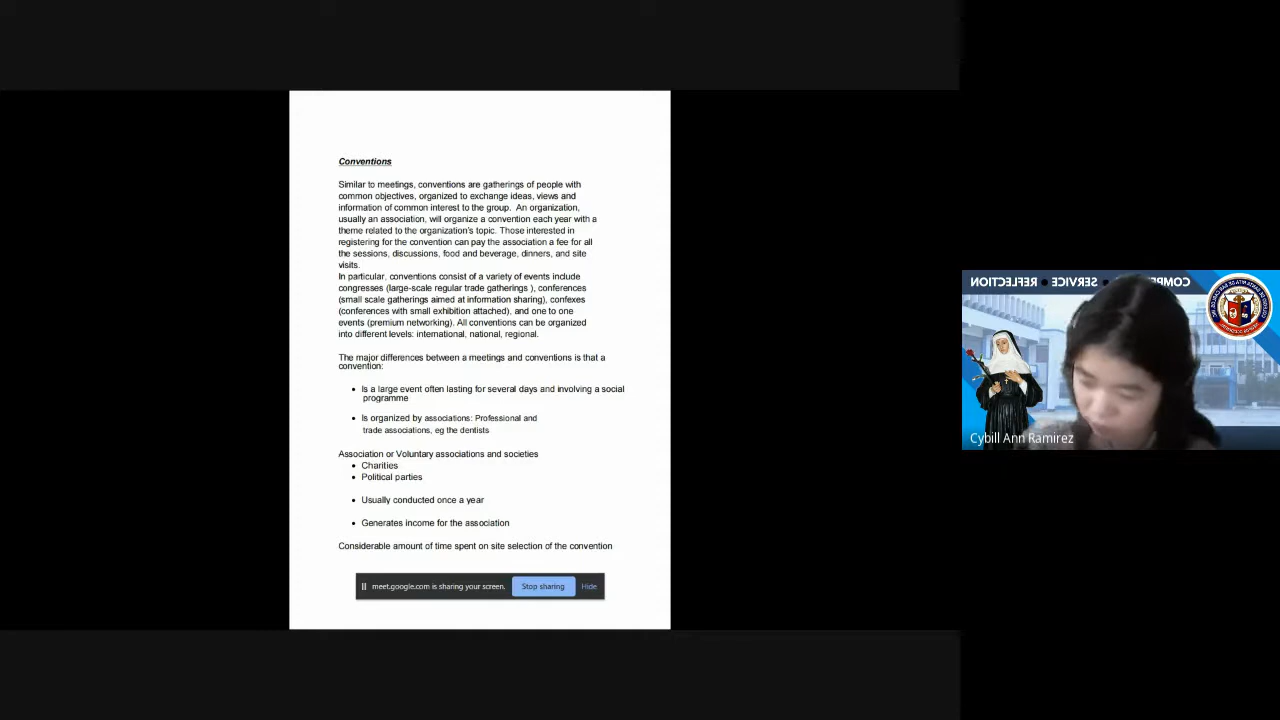 Conventions
Similar to meetings, conventions are gatherings of people with
common objectives, organized to exchange ideas, views and
information of common interest to the group. An organization,
usually an association, will organize a convention each year with a
theme related to the organization's topic. Those interested in
registering for the convention can pay the association a fee for all
the sessions, discussions, food and beverage, dinners, and site
visits.
In particular, conventions consist of a variety of events include
congresses (large-scale regular trade gatherings ), conferences
(small scale gatherings aimed at information sharing), confexes
(conferences with small exhibition attached), and one to one
events (premium networking). All conventions can be organized
into different levels: international, national, regional.
The major differences between a meetings and conventions is that a
convention:
• Is a large event often lasting for several days and involving a social
programme
• Is organized by associations: Professional and
trade associations, eg the dentists
Association or Voluntary associations and societies
• Charities
• Political parties
• Usually conducted once a year
• Generates income for the association
Considerable amount of time spent on site selection of the convention
meet.google.com is sharing your screen. Stop sharing Hide
REFLECTION • SERVICE •
Cybill Ann Ramirez